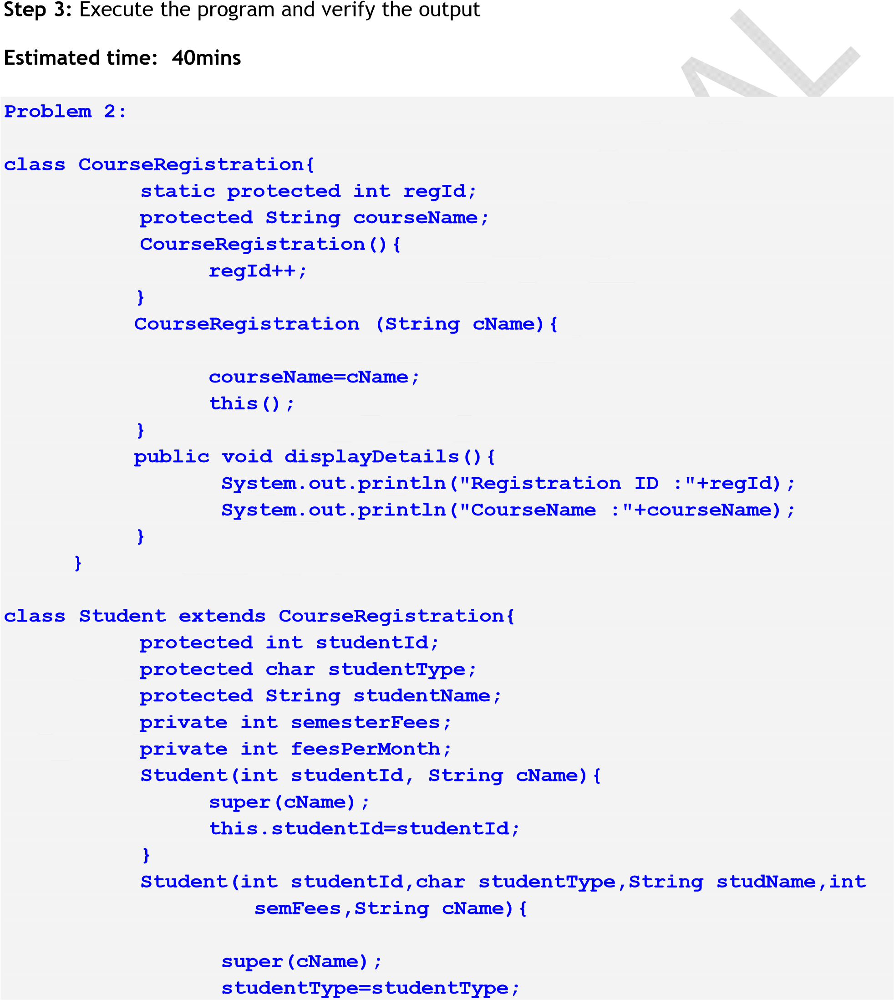 Step 3: Execute the program and verify the output
Estimated time: 40mins
Problem 2:
class CourseRegistration{
static protected int regId;
protected String courseName;
CourseRegistration(){
regId++;
}
CourseRegistration (String cName){
courseName=cName;
this();
}
public void displayDetails(){
System.out.println("Registration ID :"+regId);
System.out.println("CourseName :"+courseName);
}
}
class Student extends CourseRegistration{
protected int studentId;
protected char studentType;
protected String studentName;
private int semesterFees;
private int feesPerMonth;
Student(int studentId, String cName){
super(cName);
this.studentId=studentId;
}
Student(int studentId,char studentType,String studName,int
semFees,String cName){
super(cName);
studentType=studentType;